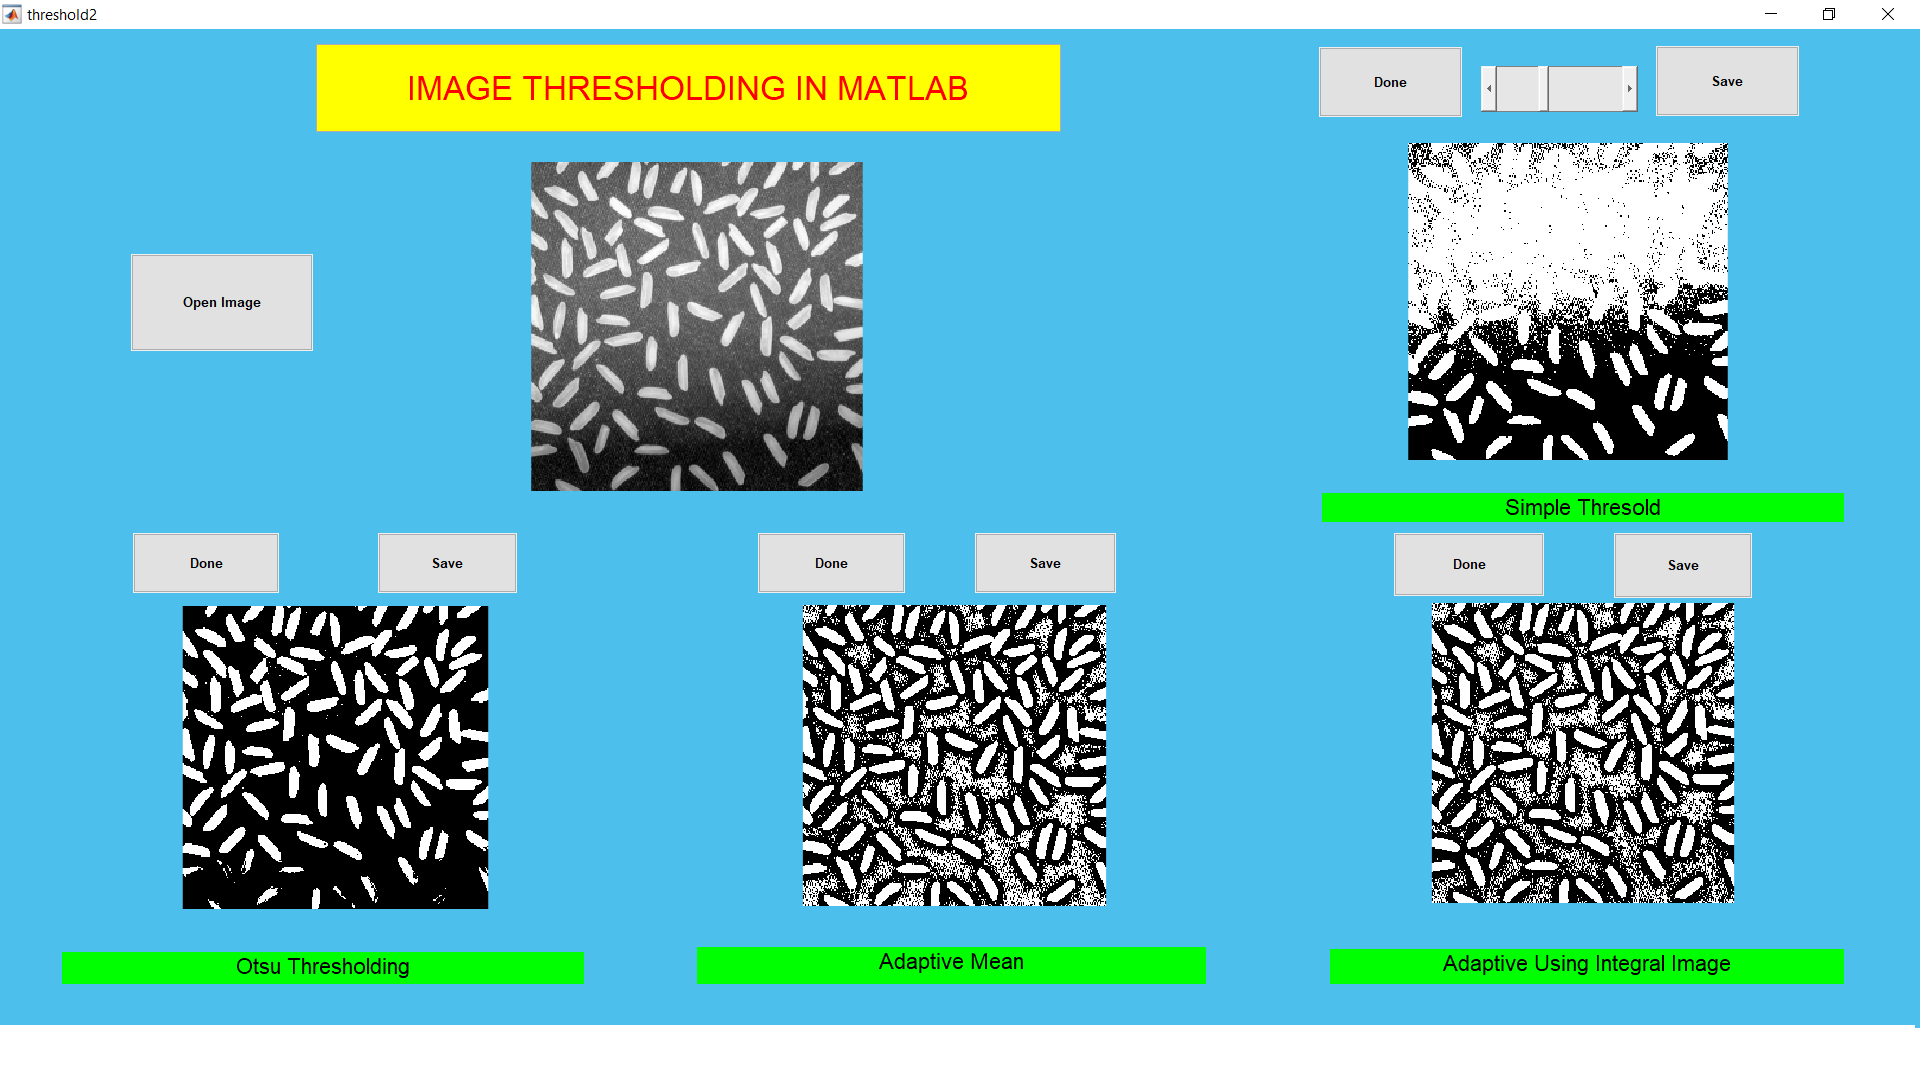 threshold2
IMAGE THRESHOLDING IN MATLAB
Done
Save
Open Image
Simple Thresold
Done
Save
Done
Save
Done
Save
Otsu Thresholding
Adaptive Mean
Adaptive Using Integral Image